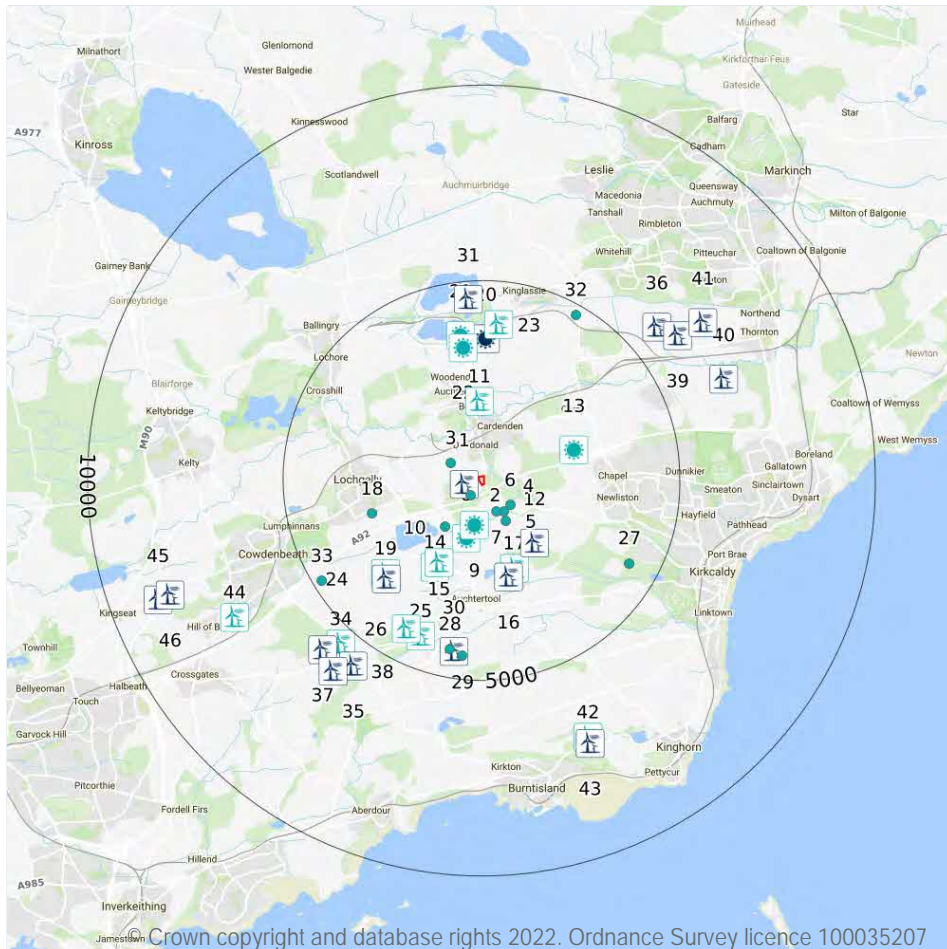 Muirhead
Glenlomond
Milnathort
Kirkforthar Feus
Wester Balgedie
Gateside
Star
Kinnesswood
Balfarg
A977
Kinross
Cadham
Leslie
Markinch
Scotlandwell
Auchmuirbridge
Queensway
Macedonia
Auchmuty
Tanshall
Rimbleton
Milton of Balgonie
Whitehill
Pitteuchar
Coaltown of Balgonie
31
Gairney Bank
36
41
32
20
Kinglassie
Gairneybridge
23
Northend
Ballingry
40
Thornton
Lochore
Newton
11
Woodend
39
Blairforge
Crosshill
13
Coaltown of Wemyss
Keltybridge
M90
Cardenden
West Wemyss
31
Boreland
Kelty
Gallatown
10000
Chapel
Dunnikier
Sinclairtown
Lochgelly
6
4
Smeaton
Dysart
18
Newliston
2
12
Hayfield
Pathhead
Lumphinnans
A92
10
5
7
27
Cowdenbeath
33
19
14
Port Brae
45
24
9
Kirkcaldy
44
15
Auchtertool
Kingseat
25
30
Linktown
34
26
28
16
Hill of B
46
Townhill
Crossgates
38
29
5000
Bellyeoman
Halbeath
37
Touch
35
42
Garvock Hill
Kinghorn
Kirkton
Pettycur
Pitcorthie
Burntisland
43
Fordell Firs
Aberdour
Hillend
A985
Inverkeithing
Jamestown
© Crown copyright and database rights 2022. Ordnance Survey licence 100035207